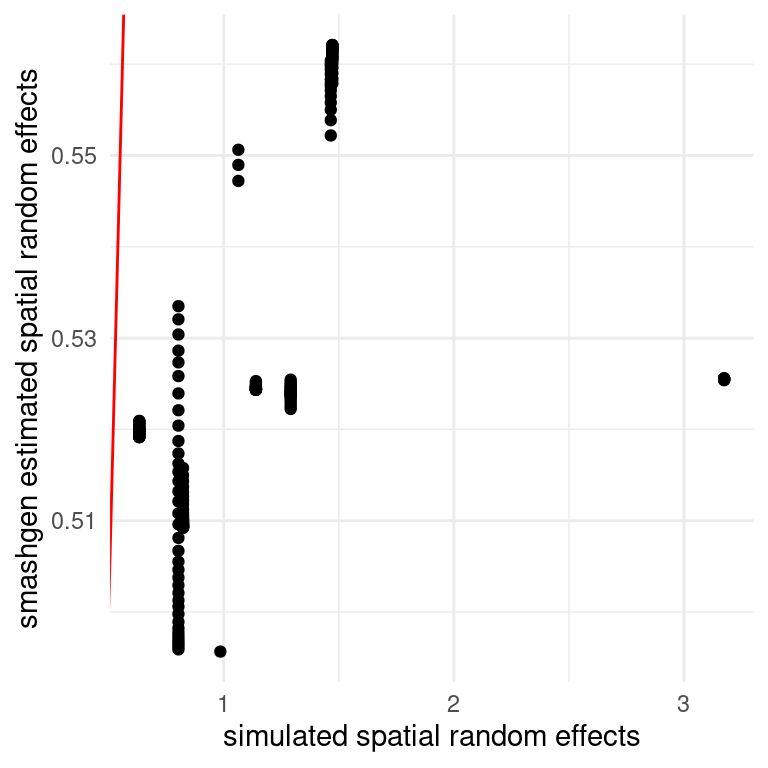 smashgen estimated spatial random effects
0.55
0.53
0.51
1 2 3
simulated spatial random effects